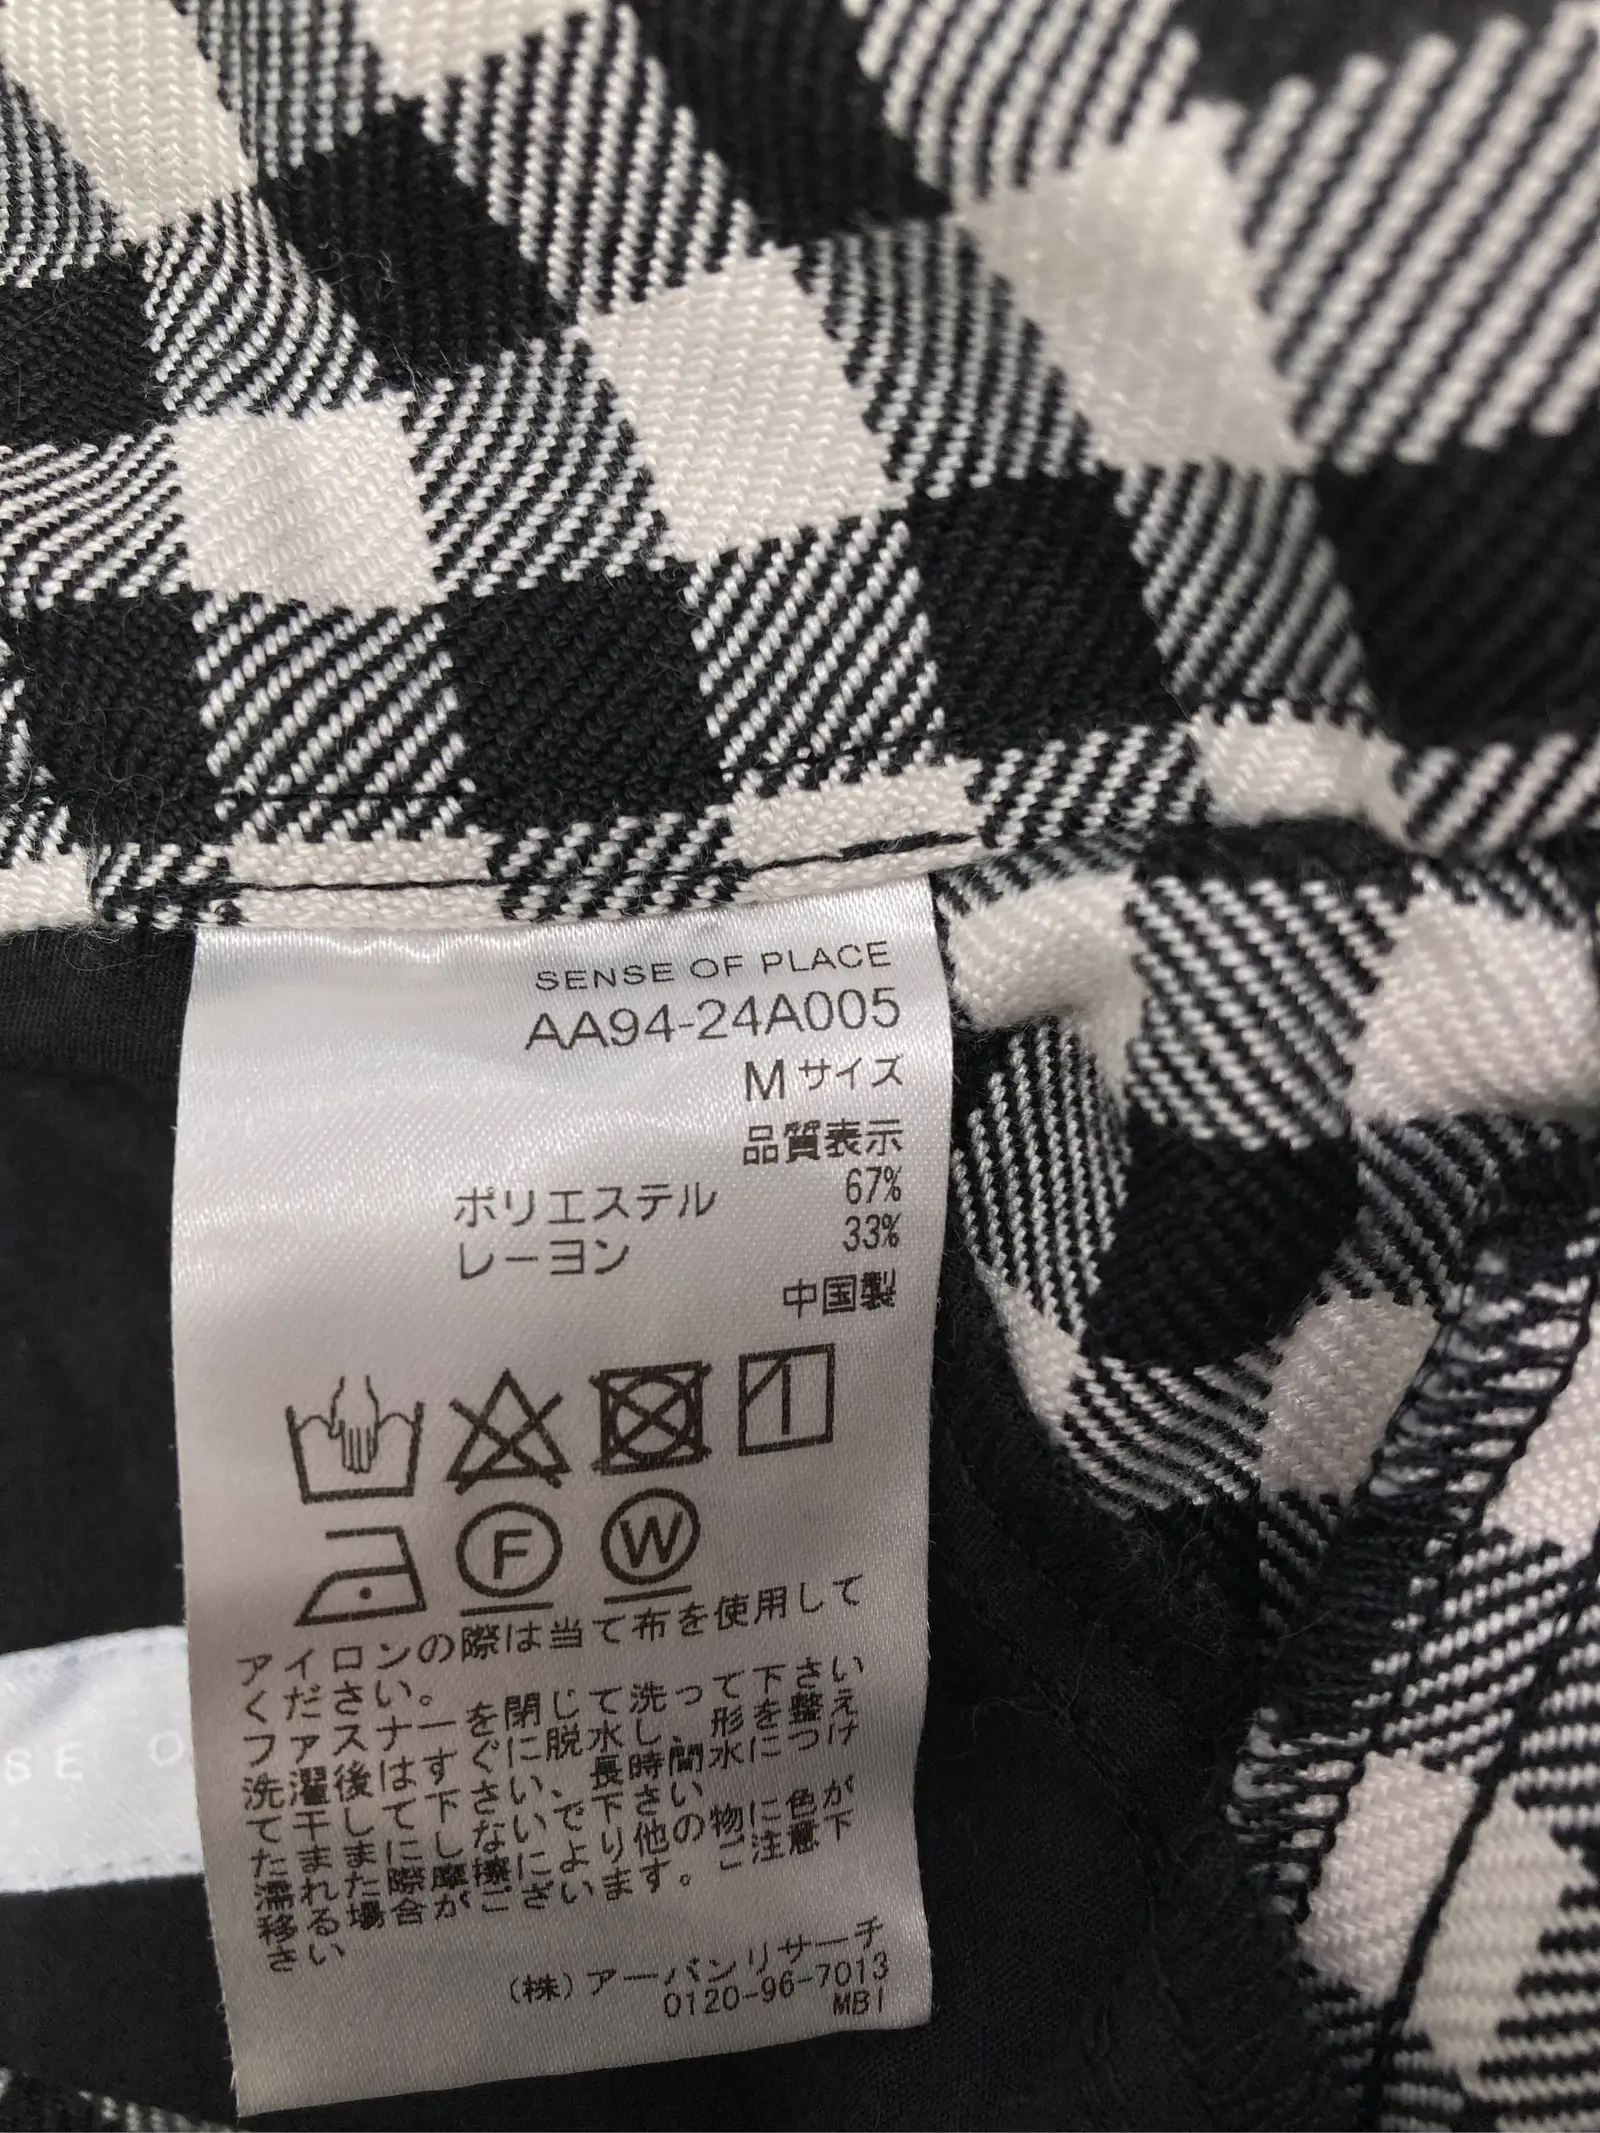 SENSE OF PLACE
AA94-24A005
M サイズ
品質表示
ポリエステル 67%
レーヨン 33%
中国製
F W
アイロンの際は当て布を使用して
ください。
ファスナーを閉じて洗って下さい
洗濯後はすぐに脱水し、形を整え
て干して下さい、長時間水につけ
たままにしないで下さい
濡れた際摩擦により他の物に色が
移る場合がございます。ご注意下
さい
(株)アーバンリサーチ
0120-96-7013
MBI
SE O